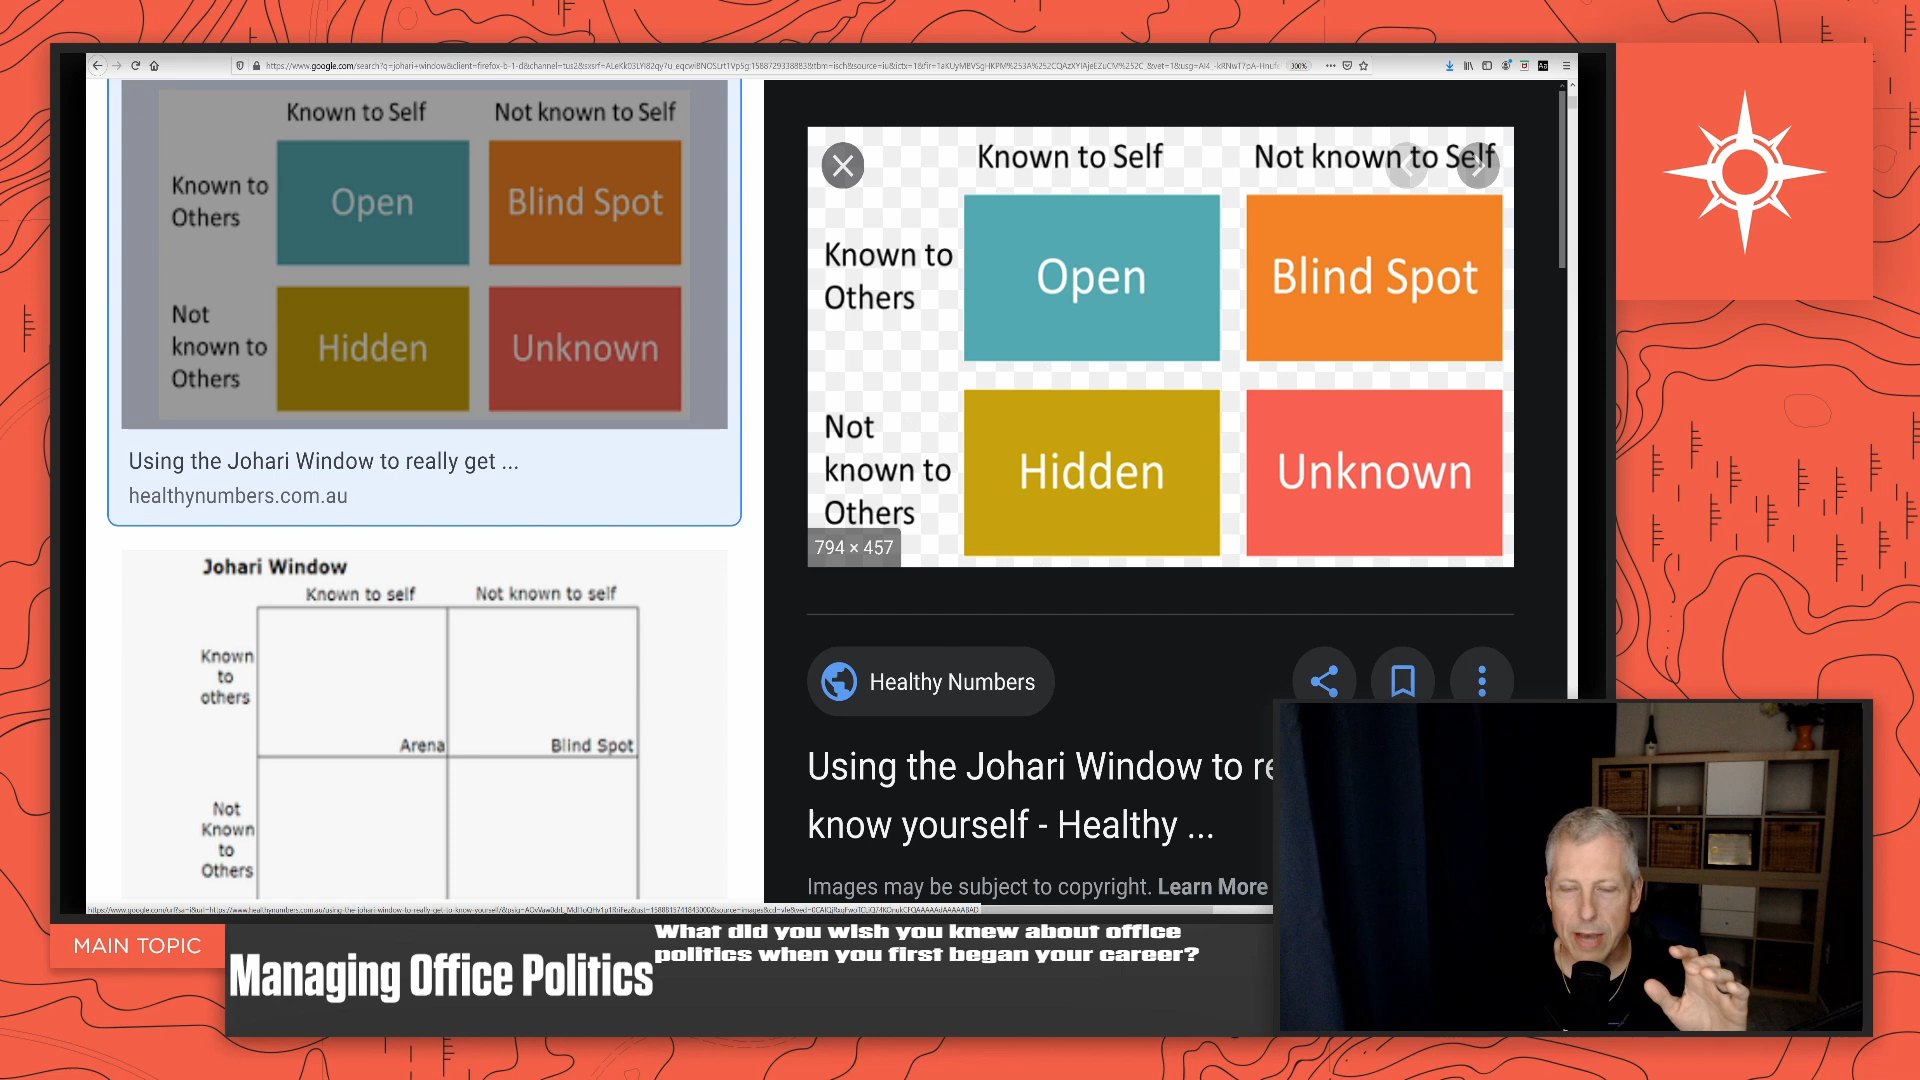 300%
Known to Self Not known to Self
Known to
Others
Open
Blind Spot
Not
known to
Others
Hidden
Unknown
Using the Johari Window to really get ...
healthynumbers.com.au
Johari Window
Known to self Not known to self
Known
to
others
Arena
Blind Spot
Not
Known
to
Others
Known to Self Not known to Self
Known to
Others
Open
Blind Spot
Not
known to
Others
Hidden
Unknown
794 × 457
Healthy Numbers
Using the Johari Window to re
know yourself - Healthy ...
Images may be subject to copyright. Learn More
MAIN TOPIC
Managing Office Politics
What did you wish you knew about office
politics when you first began your career?